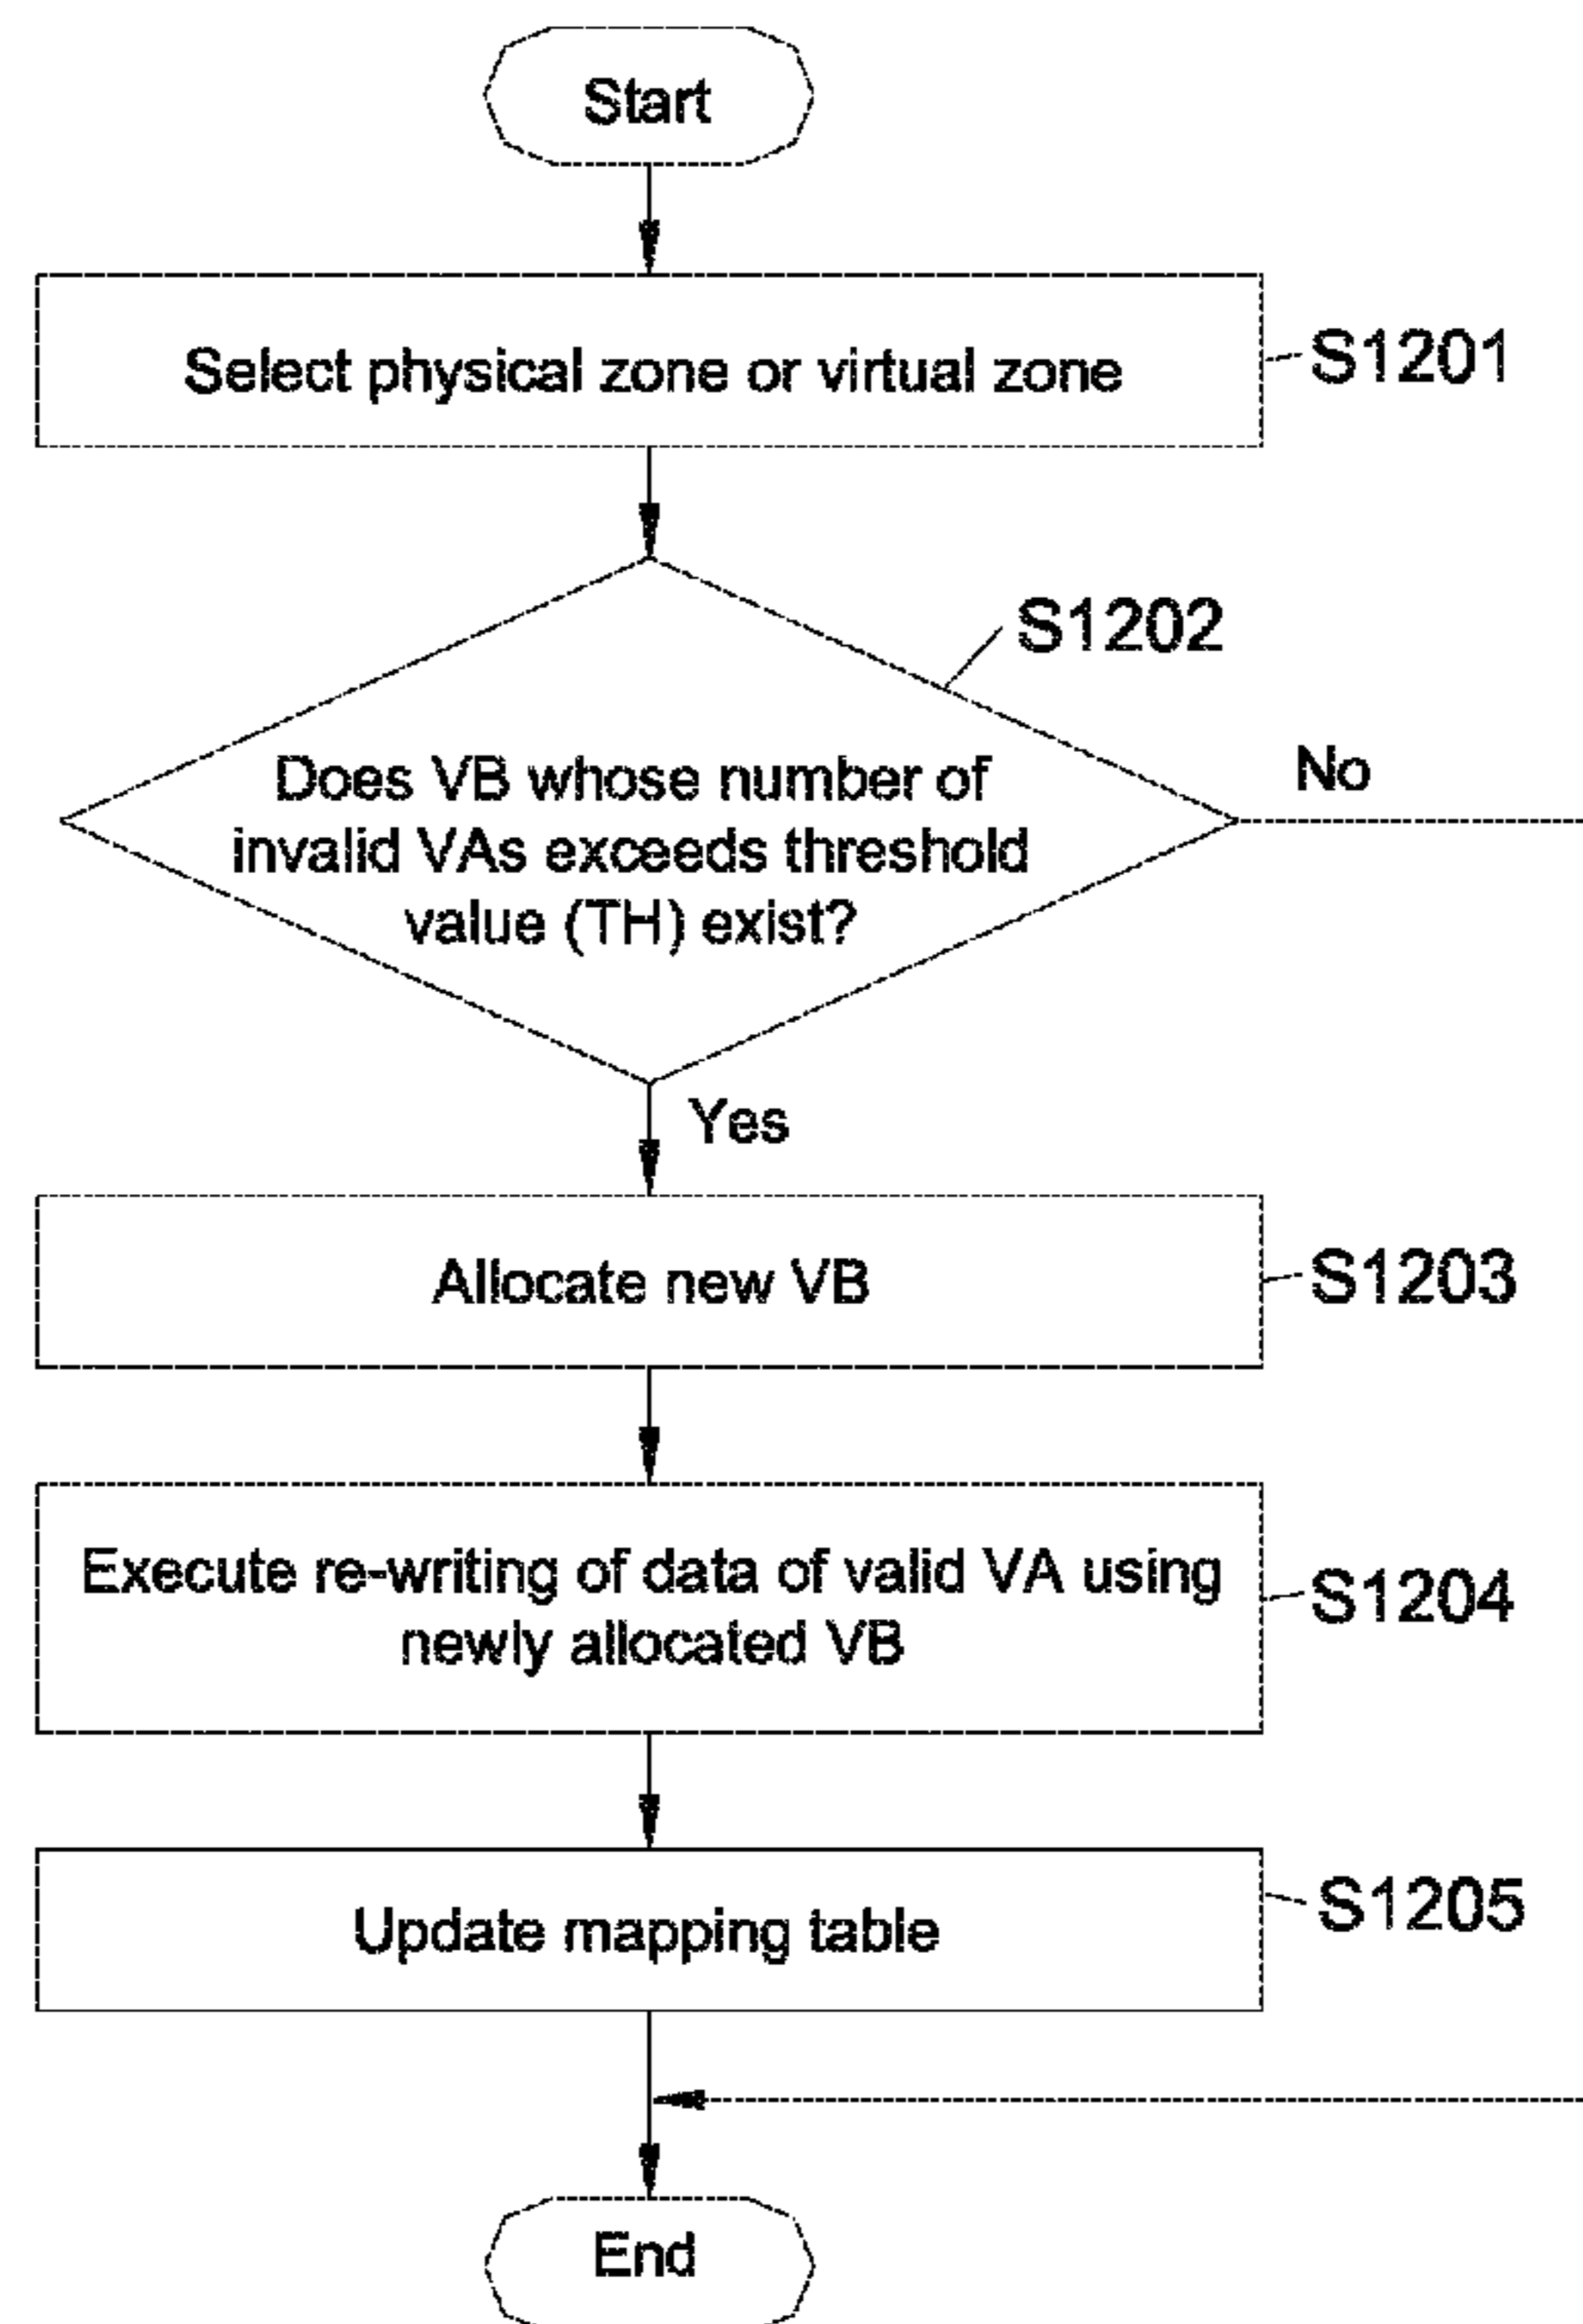 Start
Select physical zone or virtual zone
S1201
S1202
Does VB whose number of
invalid VAs exceeds threshold
value (TH) exist?
No
Yes
Allocate new VB
S1203
Execute re-writing of data of valid VA using
newly allocated VB
S1204
Update mapping table
S1205
End